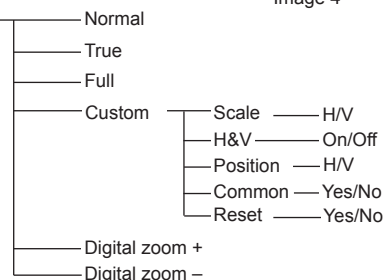 Image 4
Normal
True
Full
Custom Scale H/V
H&V On/Off
Position H/V
Common Yes/No
Reset Yes/No
Digital zoom +
Digital zoom –